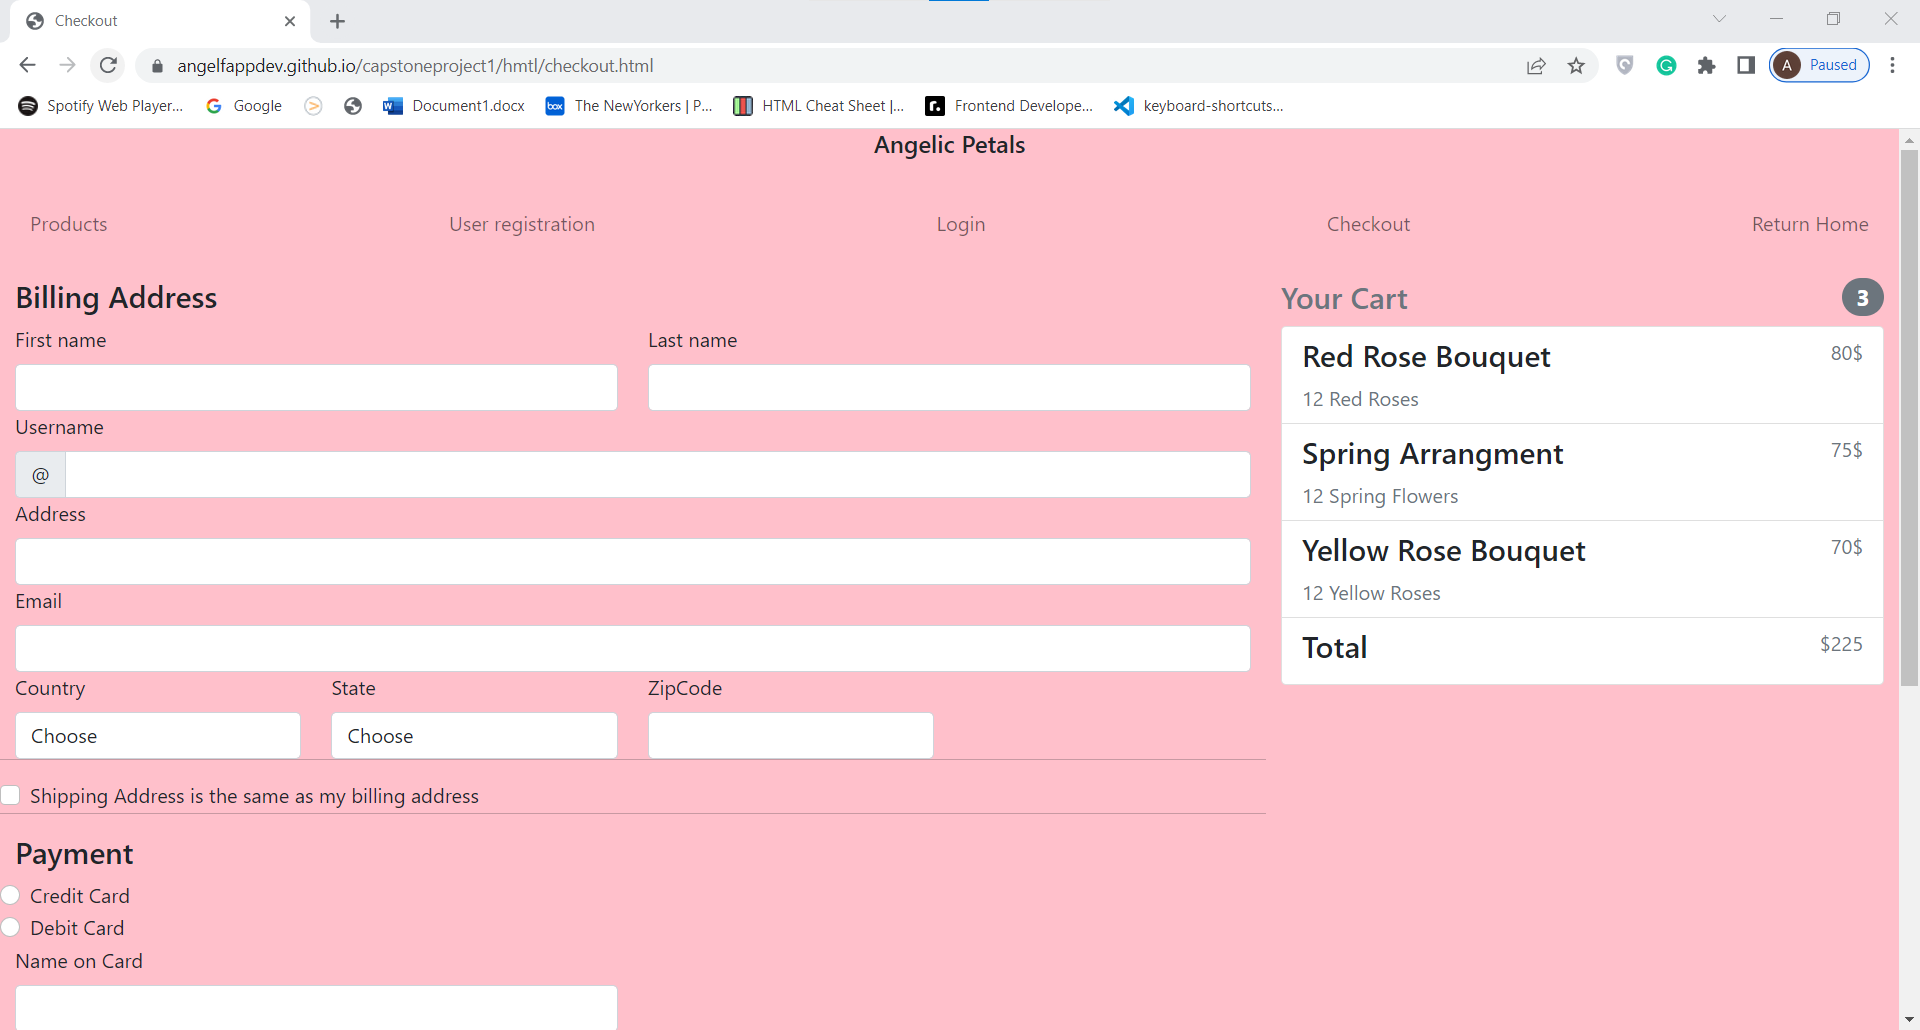 Checkout
angelfappdev.github.io/capstoneproject1/hmtl/checkout.html
A Paused
Spotify Web Player... Google Document1.docx box The NewYorkers | P... HTML Cheat Sheet |... r. Frontend Develope... keyboard-shortcuts...
Angelic Petals
Products User registration Login Checkout Return Home
Billing Address
First name Last name
Username
@
Address
Email
Country State ZipCode
Choose Choose
Shipping Address is the same as my billing address
Payment
Credit Card
Debit Card
Name on Card
Your Cart 3
Red Rose Bouquet 80$
12 Red Roses
Spring Arrangment 75$
12 Spring Flowers
Yellow Rose Bouquet 70$
12 Yellow Roses
Total $225